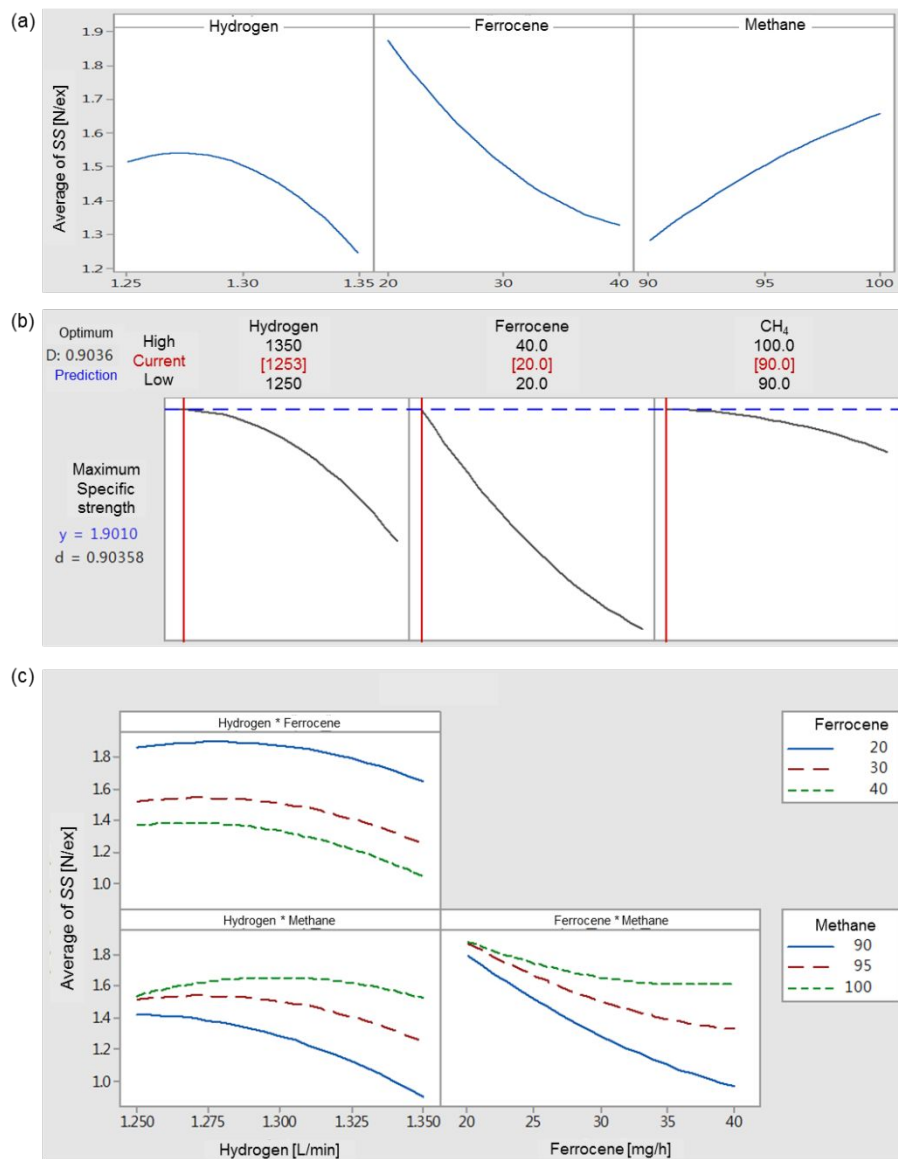 (a)
Hydrogen Ferrocene Methane
Average of SS [N/ex]
1.9
1.8
1.7
1.6
1.5
1.4
1.3
1.2
1.25 1.30 1.35 20 30 40 90 95 100
(b)
Optimum
D: 0.9036
Prediction
High
Current
Low
Hydrogen
1350
[1253]
1250
Ferrocene
40.0
[20.0]
20.0
CH4
100.0
[90.0]
90.0
Maximum
Specific
strength
y = 1.9010
d = 0.90358
(c)
Hydrogen * Ferrocene
1.8
1.6
1.4
1.2
1.0
Ferrocene
20
30
40
Average of SS [N/ex]
Hydrogen * Methane
Ferrocene * Methane
1.8
1.6
1.4
1.2
1.0
Methane
90
95
100
1.250 1.275 1.300 1.325 1.350
20 25 30 35 40
Hydrogen [L/min]
Ferrocene [mg/h]